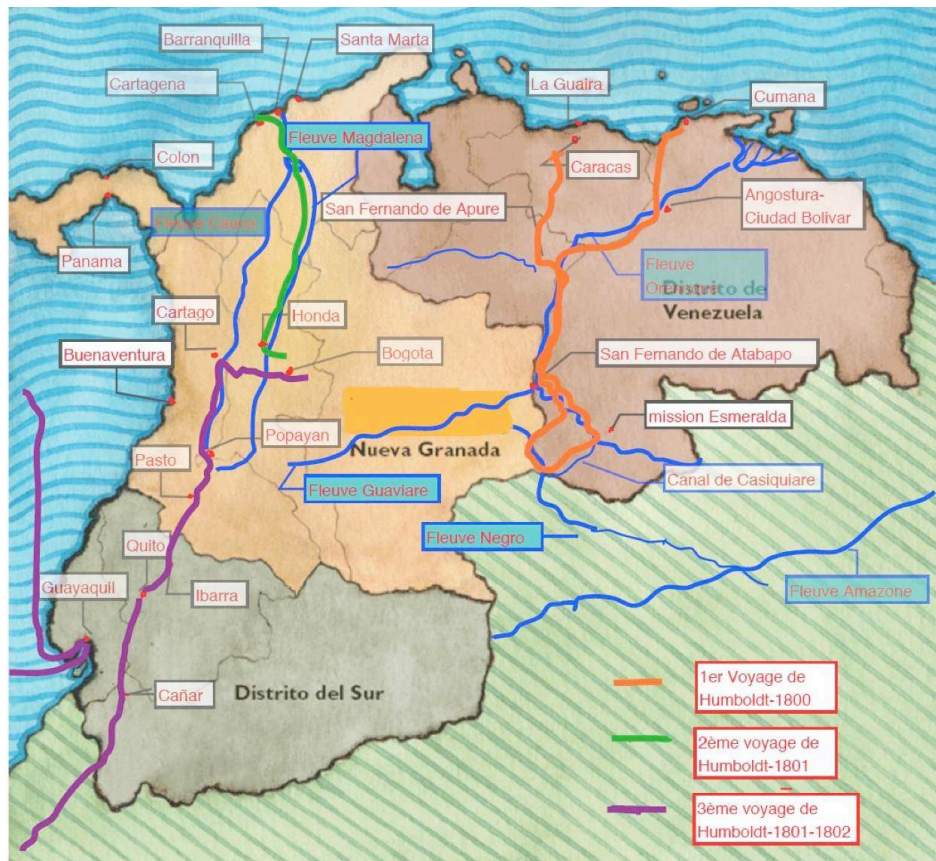 Barranquilla
Santa Marta
Cartagena
La Guaira
Cumana
Fleuve Magdalena
Colon
Caracas
San Fernando de Apure
Angostura-
Ciudad Bolivar
Fleuve Cauca
Panama
Fleuve
Orenoque
Distrito de
Venezuela
Cartago
Honda
Buenaventura
Bogota
San Fernando de Atabapo
mission Esmeralda
Popayan
Nueva Granada
Pasto
Fleuve Guaviare
Canal de Casiquiare
Quito
Fleuve Negro
Guayaquil
Ibarra
Fleuve Amazone
Cañar
Distrito del Sur
1er Voyage de
Humboldt-1800
2ème voyage de
Humboldt-1801
3ème voyage de
Humboldt-1801-1802